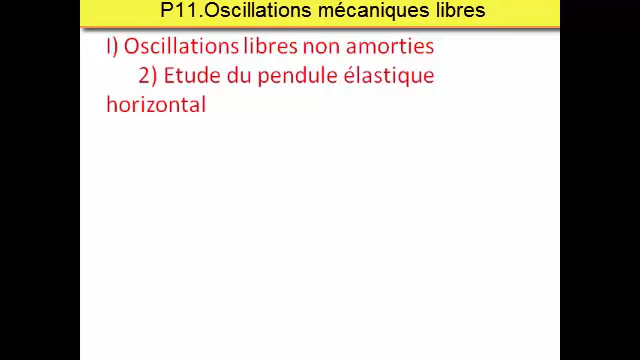 P11.Oscillations mécaniques libres
I) Oscillations libres non amorties
2) Etude du pendule élastique
horizontal